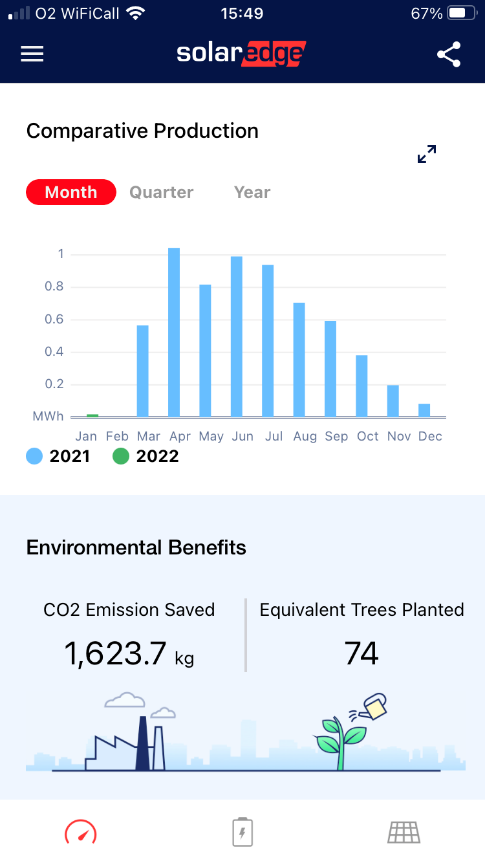 O2 WiFiCall 15:49 67%
solaredge
Comparative Production
Month Quarter Year
1
0.8
0.6
0.4
0.2
MWh
Jan Feb Mar Apr May Jun Jul Aug Sep Oct Nov Dec
2021 2022
Environmental Benefits
CO2 Emission Saved Equivalent Trees Planted
1,623.7 kg 74